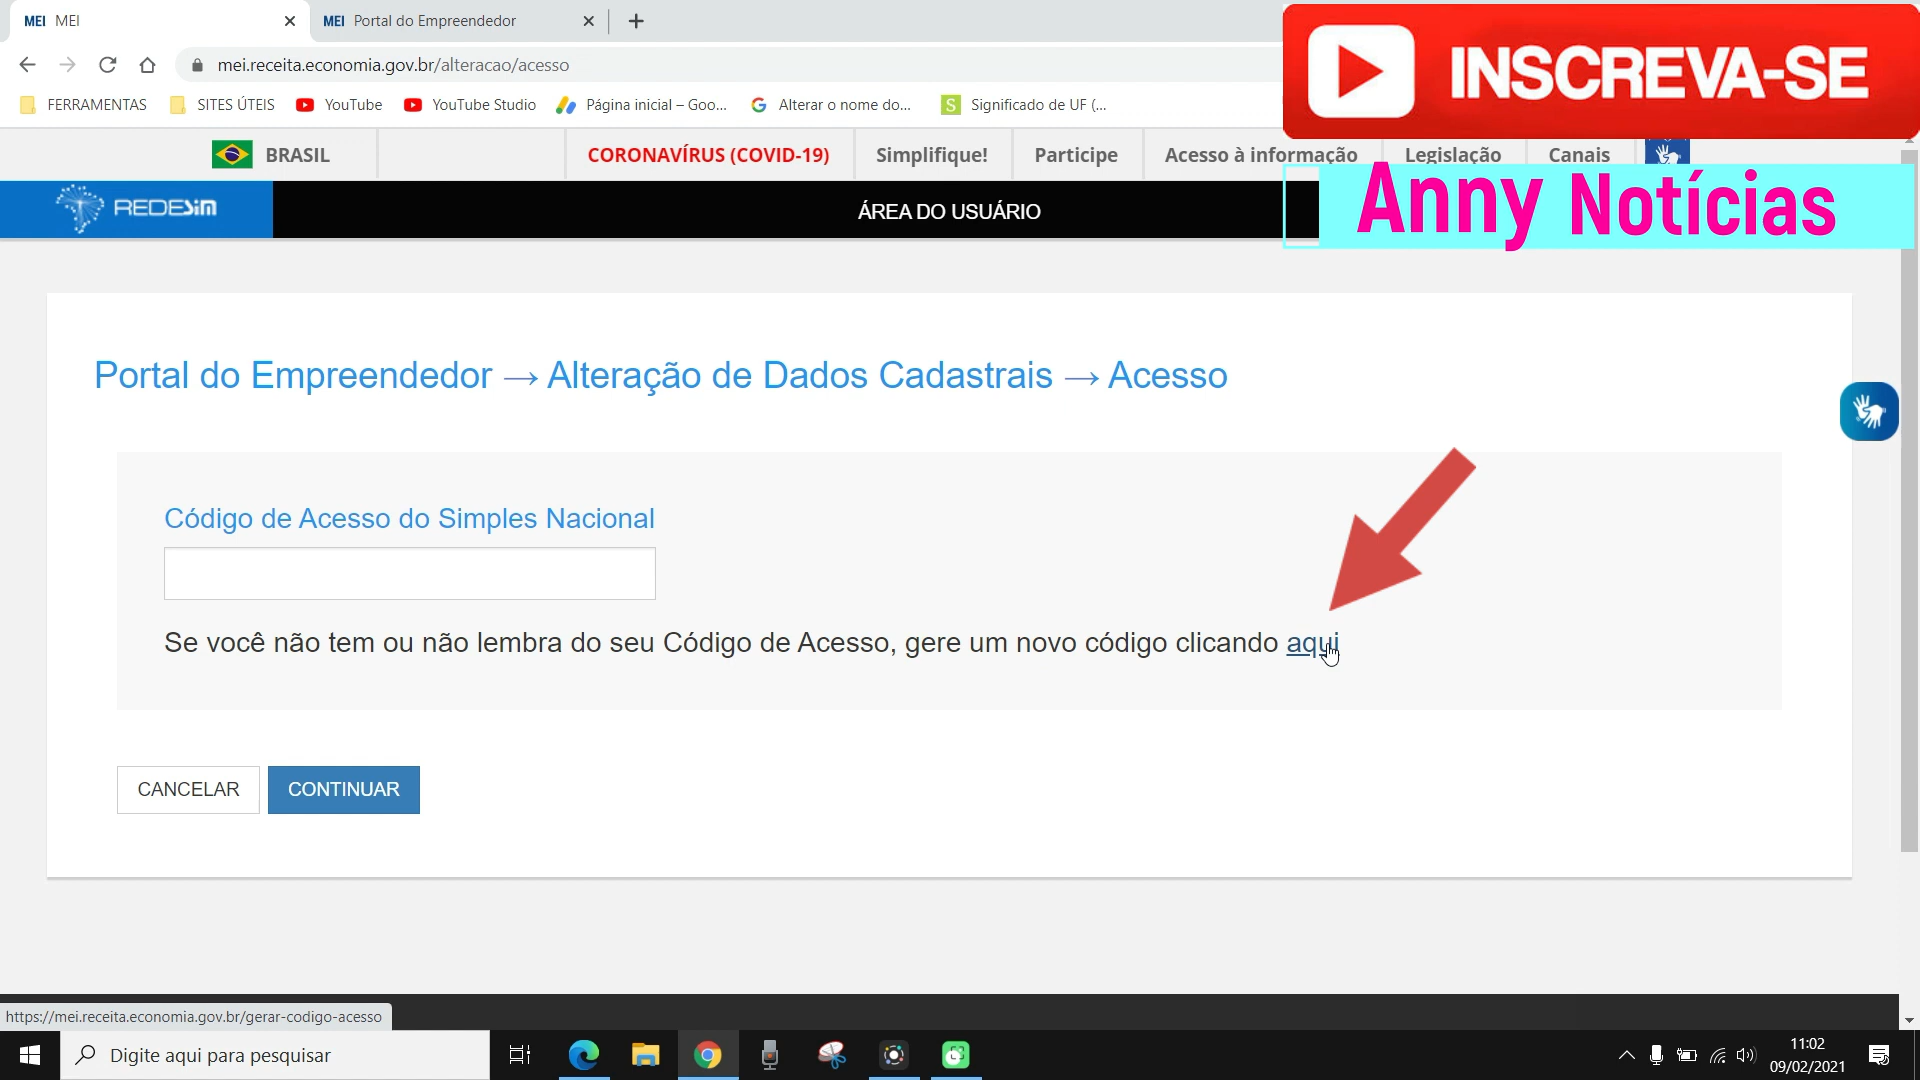 MEI MEI
MEI Portal do Empreendedor
mei.receita.economia.gov.br/alteracao/acesso
INSCREVA-SE
FERRAMENTAS SITES ÚTEIS YouTube YouTube Studio Página inicial – Goo... Alterar o nome do... S Significado de UF (...
BRASIL CORONAVÍRUS (COVID-19) Simplifique! Participe Acesso à informação Legislação Canais
REDESIM ÁREA DO USUÁRIO
Anny Notícias
Portal do Empreendedor → Alteração de Dados Cadastrais → Acesso
Código de Acesso do Simples Nacional
Se você não tem ou não lembra do seu Código de Acesso, gere um novo código clicando aqui
CANCELAR CONTINUAR
https://mei.receita.economia.gov.br/gerar-codigo-acesso
Digite aqui para pesquisar
11:02
09/02/2021